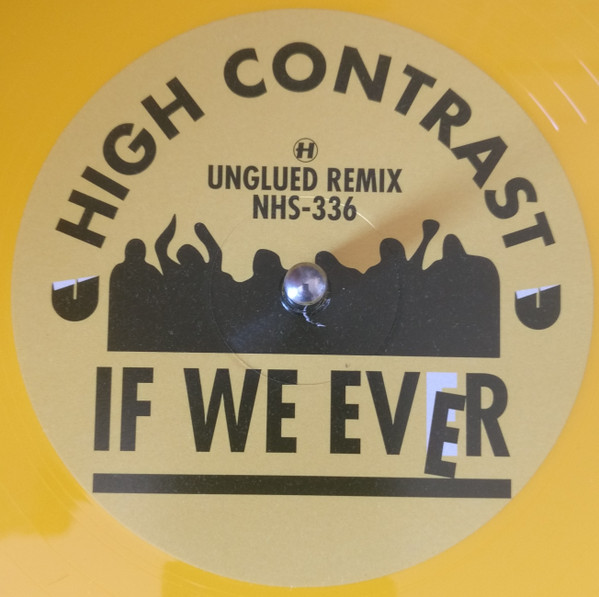 HIGH CONTRAST
H
UNGLUED REMIX
NHS-336
IF WE EVER